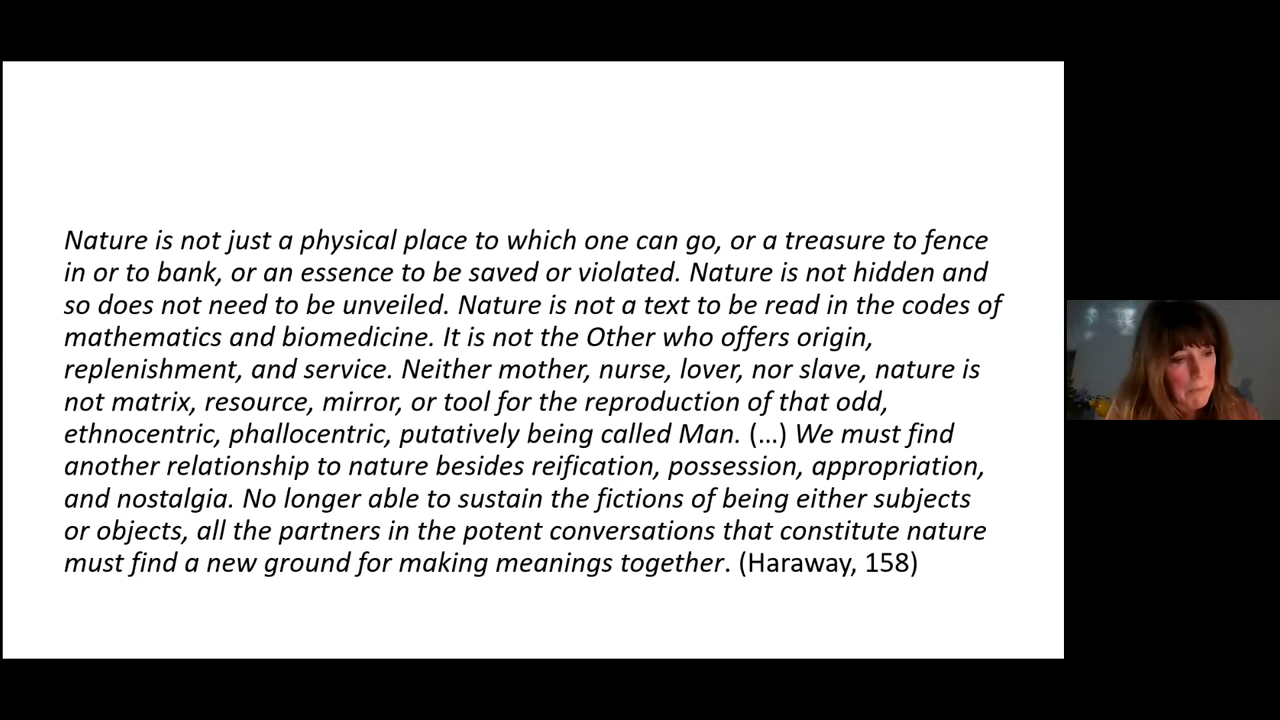 Nature is not just a physical place to which one can go, or a treasure to fence
in or to bank, or an essence to be saved or violated. Nature is not hidden and
so does not need to be unveiled. Nature is not a text to be read in the codes of
mathematics and biomedicine. It is not the Other who offers origin,
replenishment, and service. Neither mother, nurse, lover, nor slave, nature is
not matrix, resource, mirror, or tool for the reproduction of that odd,
ethnocentric, phallocentric, putatively being called Man. (…) We must find
another relationship to nature besides reification, possession, appropriation,
and nostalgia. No longer able to sustain the fictions of being either subjects
or objects, all the partners in the potent conversations that constitute nature
must find a new ground for making meanings together. (Haraway, 158)